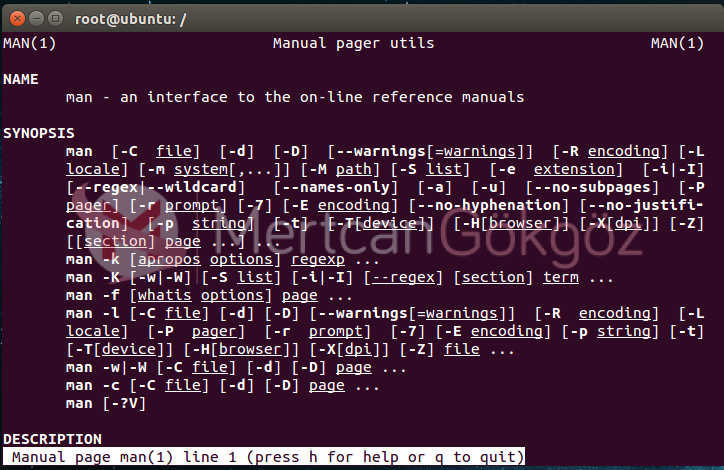 root@ubuntu: /
MAN(1) Manual pager utils MAN(1)
NAME
man - an interface to the on-line reference manuals
SYNOPSIS
man [-C file] [-d] [-D] [--warnings[=warnings]] [-R encoding] [-L
locale] [-m system[,...]] [-M path] [-S list] [-e extension] [-i|-I]
[--regex|--wildcard] [--names-only] [-a] [-u] [--no-subpages] [-P
pager] [-r prompt] [-7] [-E encoding] [--no-hyphenation] [--no-justifi-
cation] [-p string] [-t] [-T[device]] [-H[browser]] [-X[dpi]] [-Z]
[[section] page ...] ...
man -k [apropos options] regexp ...
man -K [-w|-W] [-S list] [-i|-I] [--regex] [section] term ...
man -f [whatis options] page ...
man -l [-C file] [-d] [-D] [--warnings[=warnings]] [-R encoding] [-L
locale] [-P pager] [-r prompt] [-7] [-E encoding] [-p string] [-t]
[-T[device]] [-H[browser]] [-X[dpi]] [-Z] file ...
man -w|-W [-C file] [-d] [-D] page ...
man -c [-C file] [-d] [-D] page ...
man [-?V]
DESCRIPTION
Manual page man(1) line 1 (press h for help or q to quit)
MertcanGökgöz